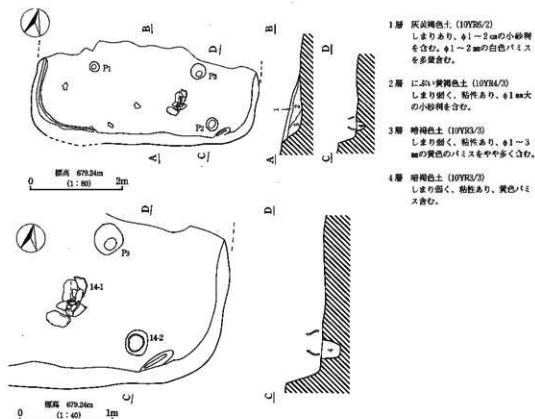 B
D
P1
P3
P2
A
C
標高 679.24m
0 (1:80) 2m
B
1
2
3
A
D
C
1層 灰黄褐色土 (10YR6/2)
しまりあり、φ1〜2㎝の小砂利
を含む。φ1〜2㎜の白色パミス
を多量含む。
2層 にぶい黄褐色土 (10YR4/3)
しまり弱く、粘性あり、φ1㎜大
の小砂利を含む。
3層 暗褐色土 (10YR3/3)
しまり弱く、粘性あり、φ1〜3
㎜の黄色のパミスをやや多く含む。
4層 暗褐色土 (10YR3/3)
しまり弱く、粘性あり、黄色パミ
ス含む。
D
P3
14-1
14-2
C
標高 679.24m
0 (1:40) 1m
D
4
C